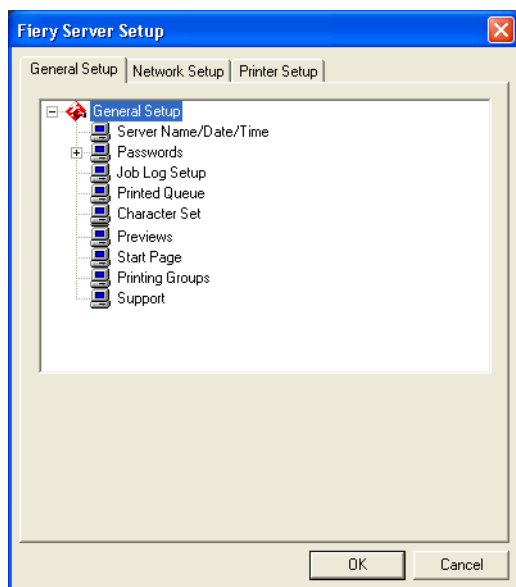 Fiery Server Setup
General Setup Network Setup Printer Setup
General Setup
Server Name/Date/Time
Passwords
Job Log Setup
Printed Queue
Character Set
Previews
Start Page
Printing Groups
Support
OK Cancel